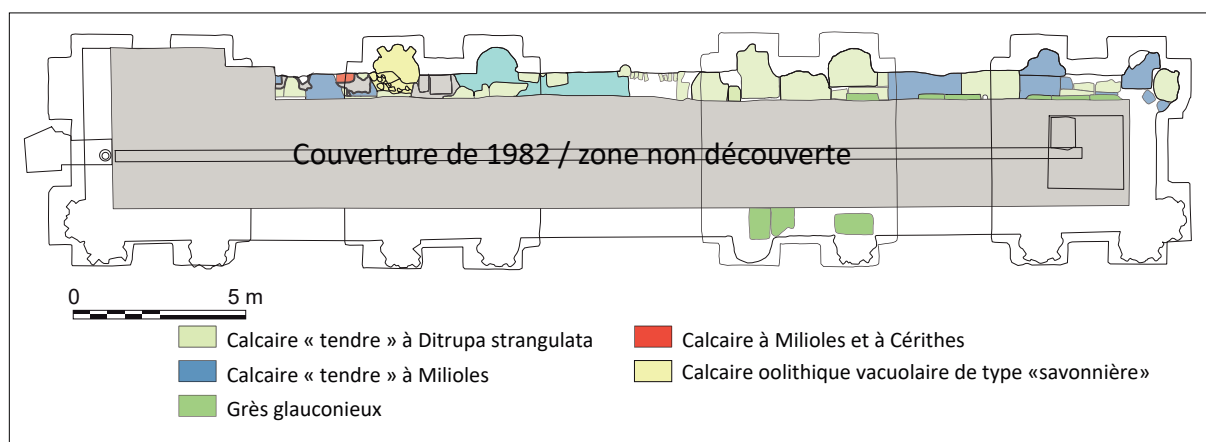 Couverture de 1982 / zone non découverte
0 5 m
Calcaire « tendre » à Ditrupa strangulata
Calcaire « tendre » à Milioles
Grès glauconieux
Calcaire à Milioles et à Cérithes
Calcaire oolithique vacuolaire de type «savonnière»